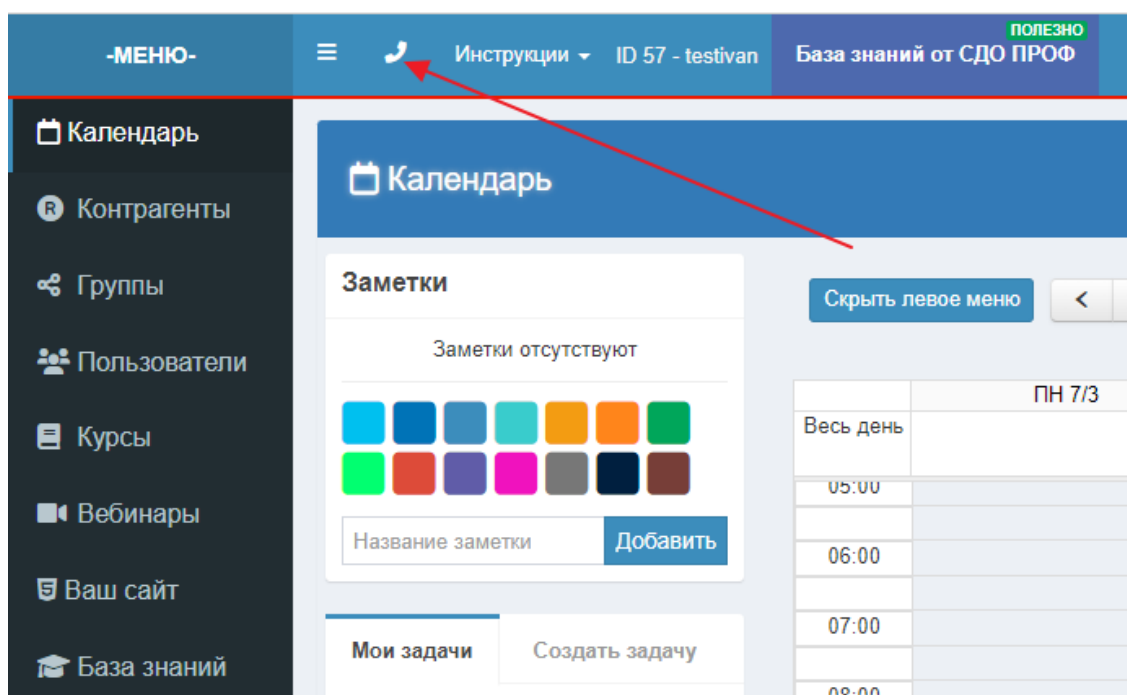 -МЕНЮ-
Инструкции
ID 57 - testivan
ПОЛЕЗНО
База знаний от СДО ПРОФ
Календарь
Контрагенты
Группы
Пользователи
Курсы
Вебинары
Ваш сайт
База знаний
Календарь
Заметки
Заметки отсутствуют
Название заметки
Добавить
Мои задачи
Создать задачу
Скрыть левое меню
<
ПН 7/3
Весь день
05:00
06:00
07:00
08:00